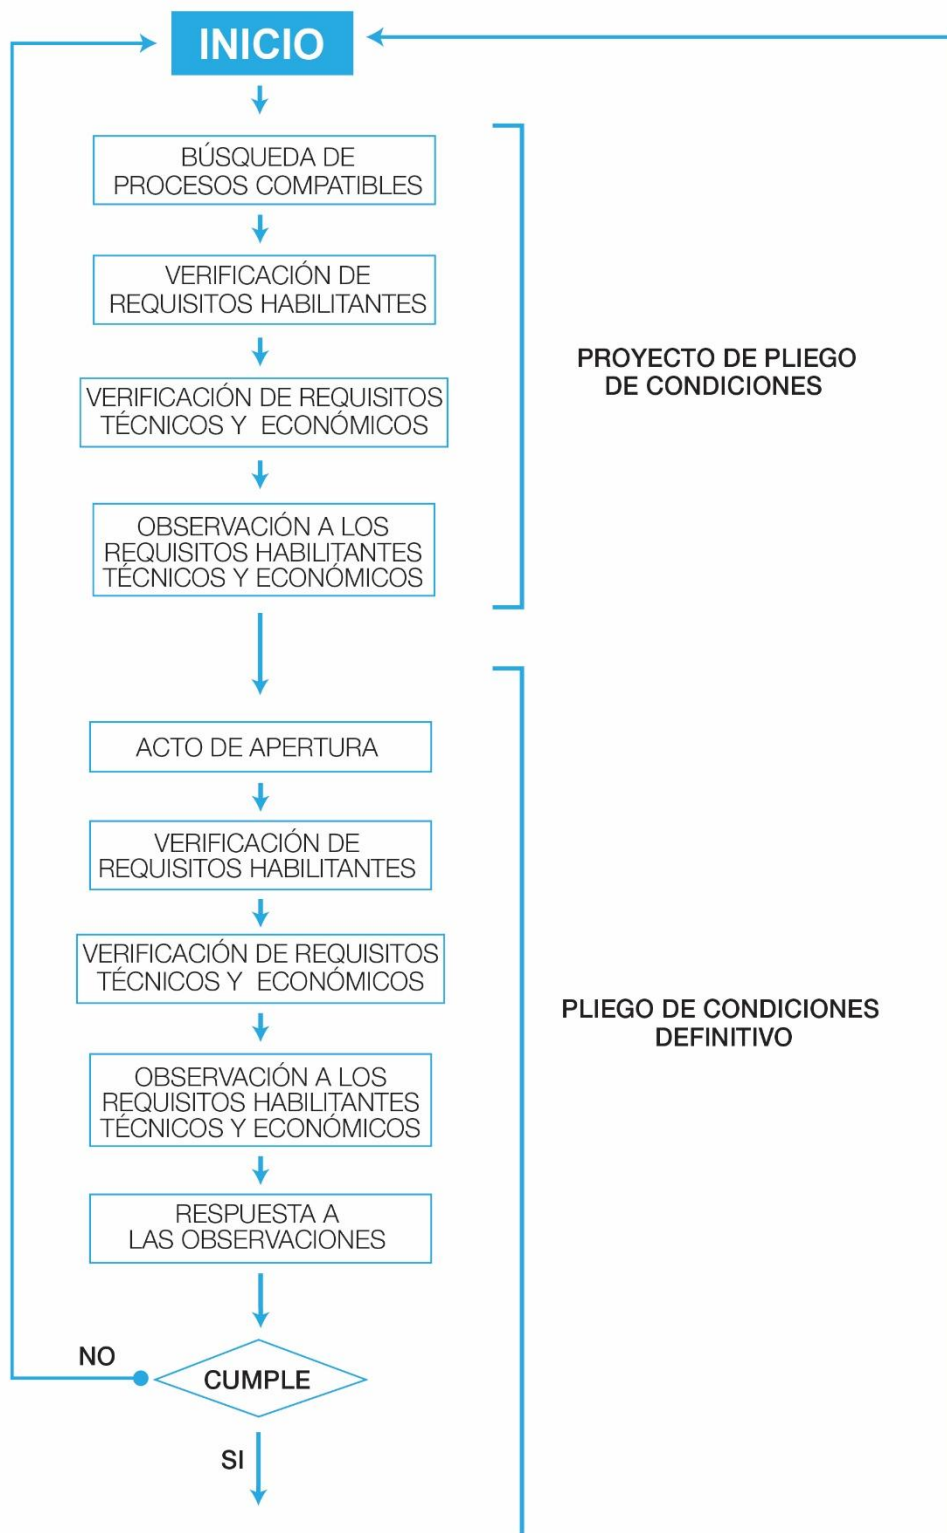 INICIO
BÚSQUEDA DE
PROCESOS COMPATIBLES
VERIFICACIÓN DE
REQUISITOS HABILITANTES
VERIFICACIÓN DE REQUISITOS
TÉCNICOS Y ECONÓMICOS
OBSERVACIÓN A LOS
REQUISITOS HABILITANTES
TÉCNICOS Y ECONÓMICOS
PROYECTO DE PLIEGO
DE CONDICIONES
ACTO DE APERTURA
VERIFICACIÓN DE
REQUISITOS HABILITANTES
VERIFICACIÓN DE REQUISITOS
TÉCNICOS Y ECONÓMICOS
OBSERVACIÓN A LOS
REQUISITOS HABILITANTES
TÉCNICOS Y ECONÓMICOS
RESPUESTA A
LAS OBSERVACIONES
PLIEGO DE CONDICIONES
DEFINITIVO
NO
CUMPLE
SI